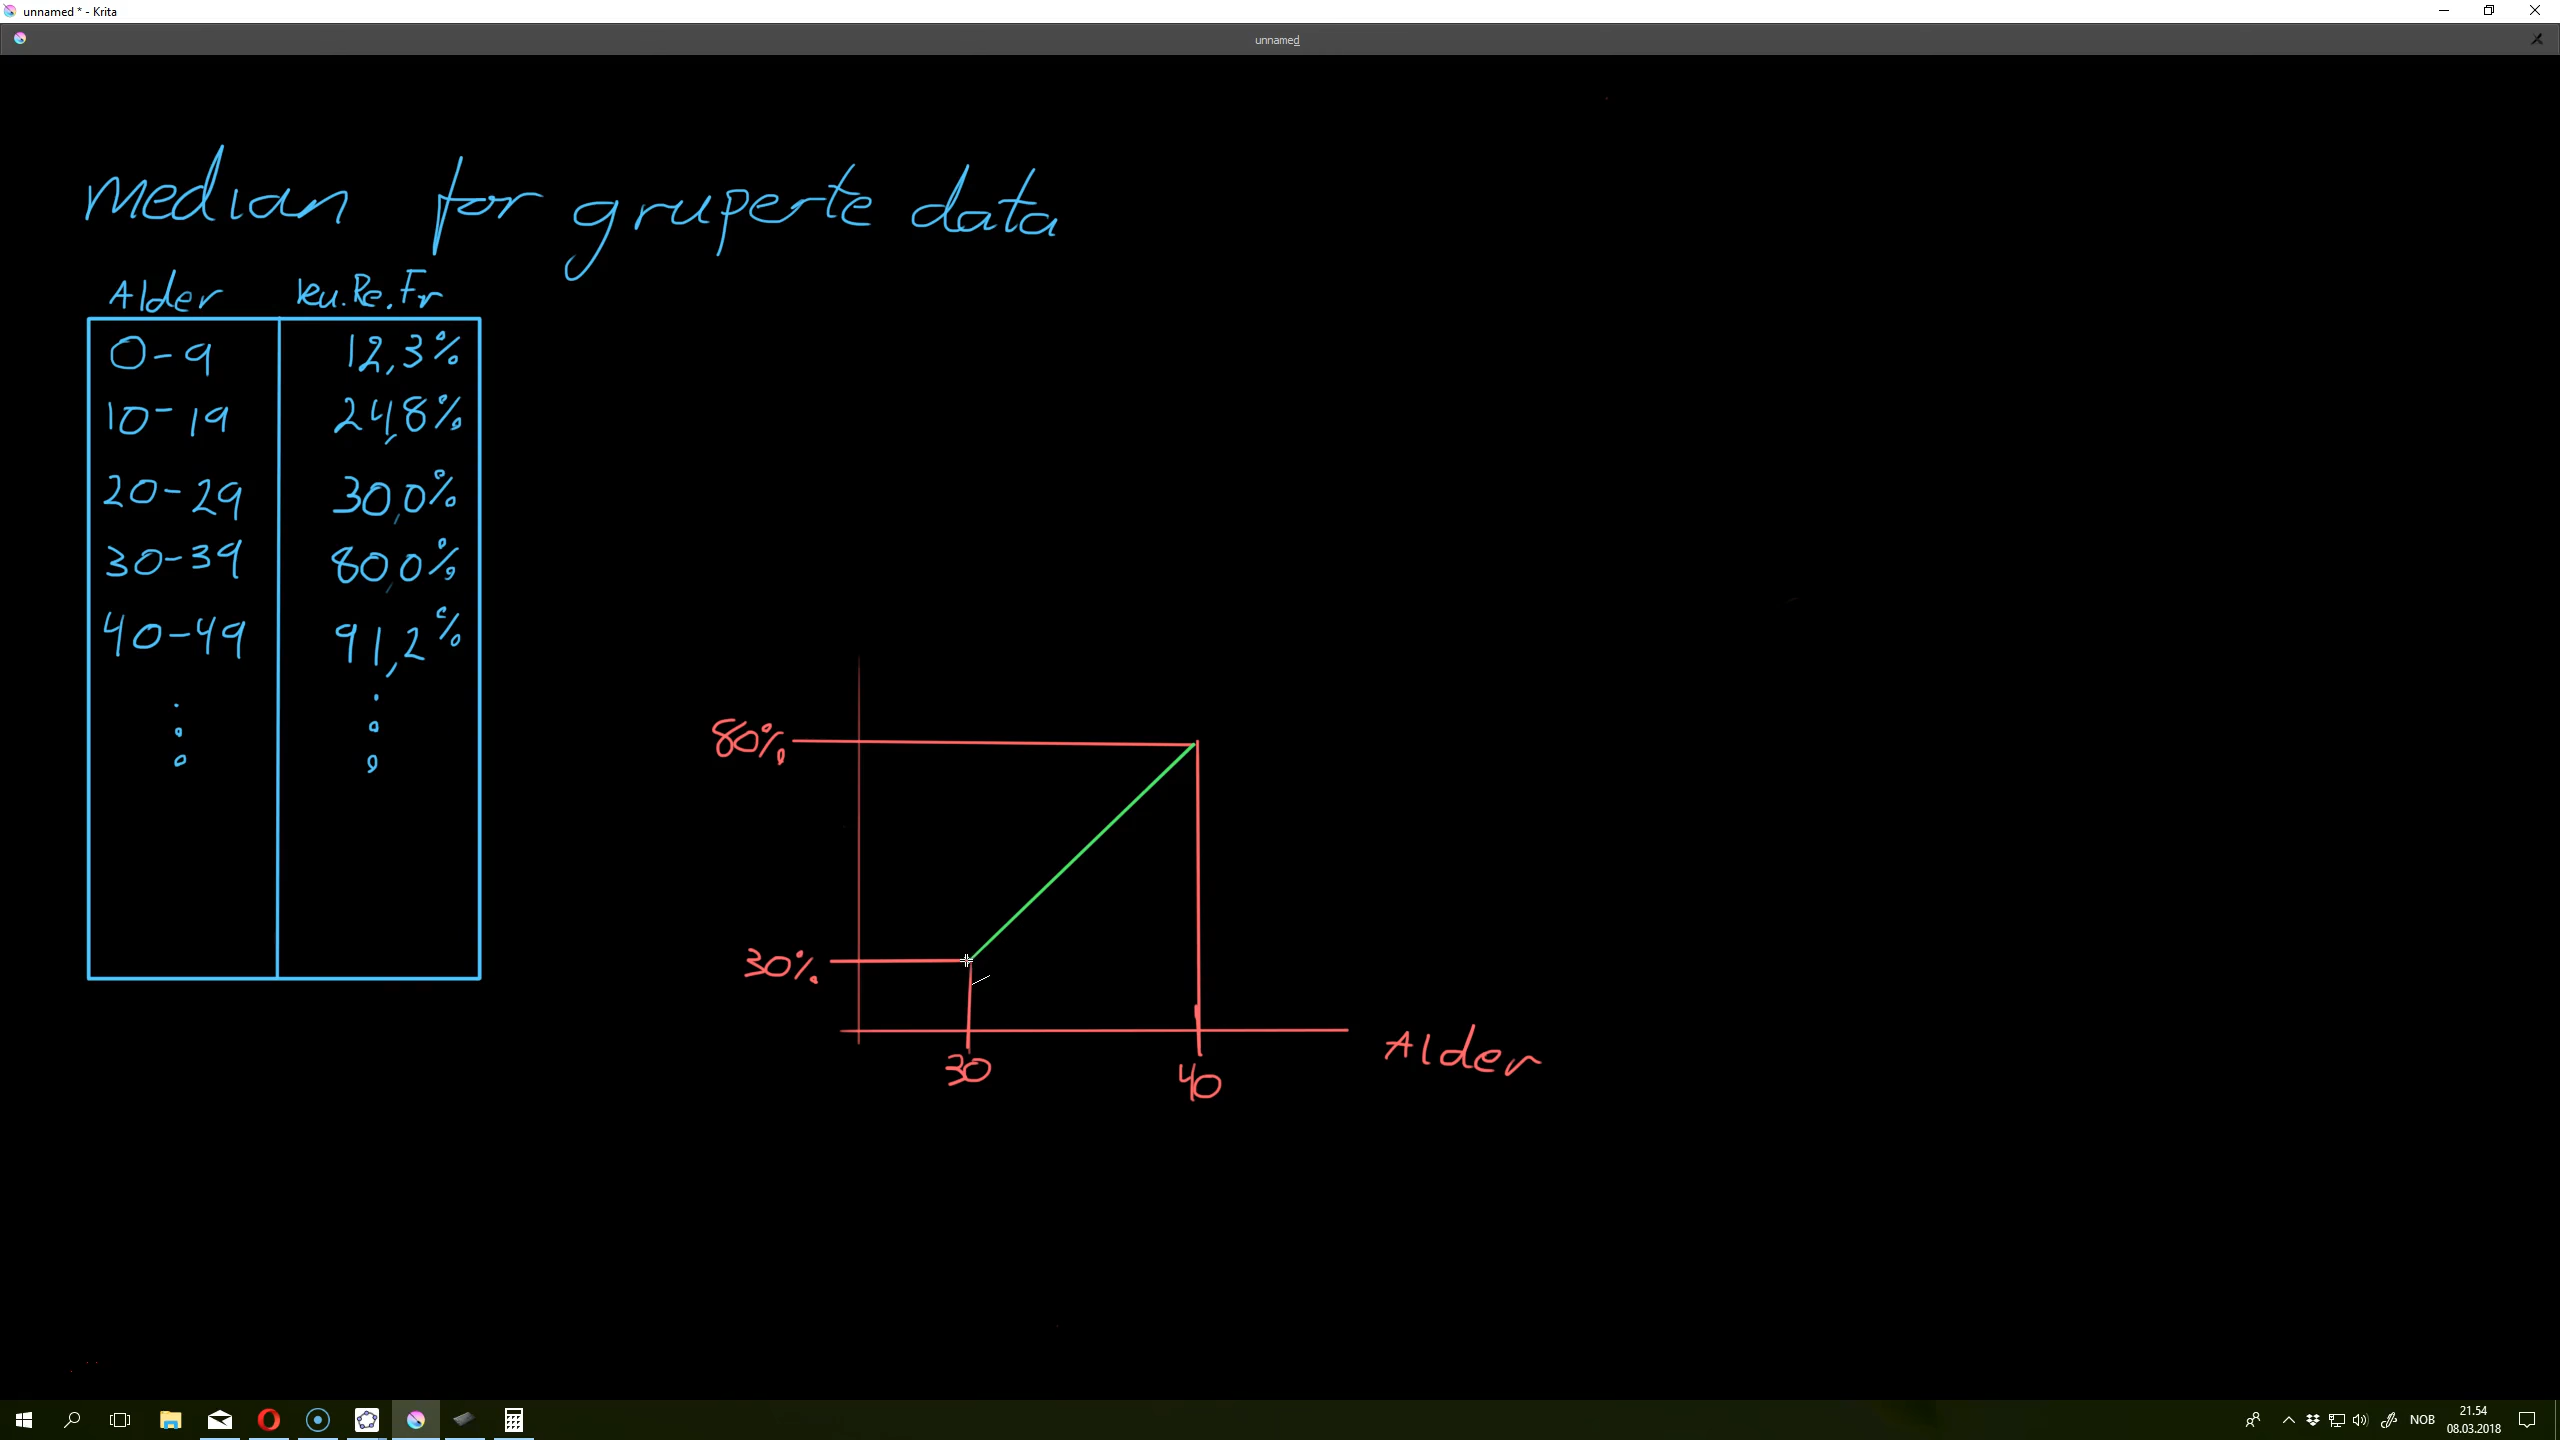 unnamed * - Krita
unnamed
median for gruperte data
Alder Ku.Re.Fr
0-9 12,3%
10-19 24,8%
20-29 30,0%
30-39 80,0%
40-49 91,2%
80%
30%
30 40 Alder
NOB
21.54
08.03.2018